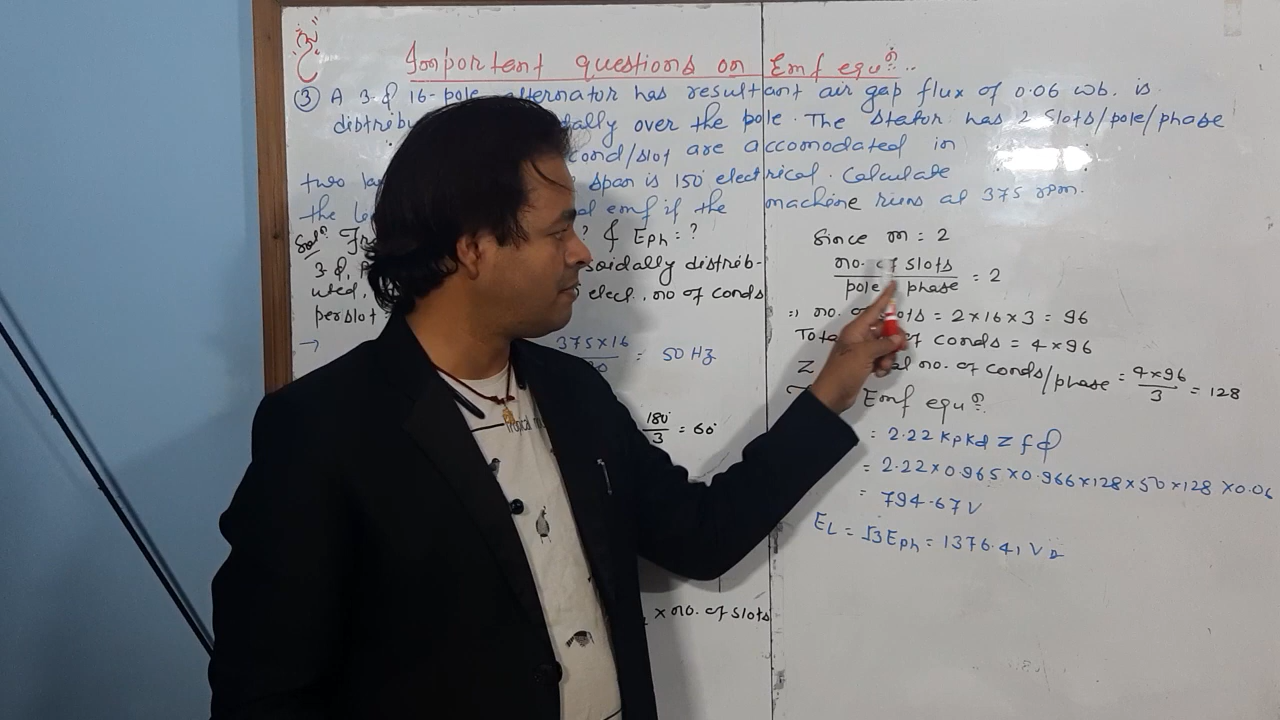 Important questions on Emf equⁿ..
③ A 3ϕ 16-pole alternator has resultant air gap flux of 0.06 wb. is
distribu dally over the pole. The stator has 2 slots/pole/phase
cond/slot are accomodated in
two la span is 150° electrical. Calculate
the emf if the machine runs at 375 rpm.
Solⁿ. ? & Eph = ?
3ϕ, soidally distrib-
uted, elect., no of conds
per slot
→ 375×16 = 50 Hz
180°/3 = 60°
× no. of slots
Since m = 2
no. of slots / pole phase = 2
∴ no. of slots = 2×16×3 = 96
Total of conds = 4×96
Z al no. of conds/phase = 4×96/3 = 128
Emf equⁿ.
= 2.22 Kp Kd Z f ϕ
= 2.22×0.965×0.966×128×50×128×0.06
= 794.67 V
EL = √3 Eph = 1376.41 V
Tropical